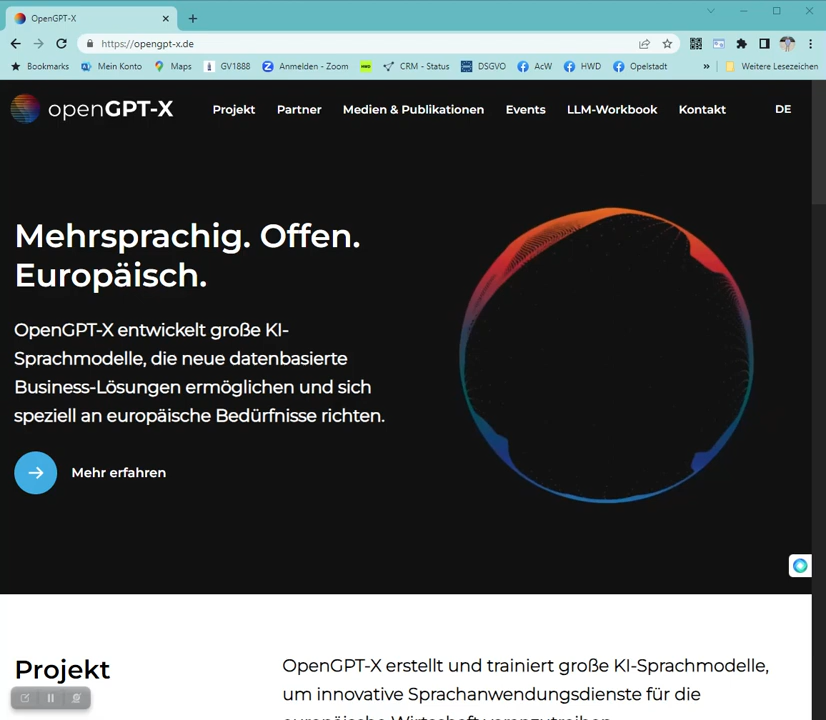 OpenGPT-X
https://opengpt-x.de
Bookmarks Mein Konto Maps GV1888 Anmelden - Zoom CRM - Status DSGVO AcW HWD Opelstadt » Weitere Lesezeichen
openGPT-X Projekt Partner Medien & Publikationen Events LLM-Workbook Kontakt DE
Mehrsprachig. Offen.
Europäisch.
OpenGPT-X entwickelt große KI-
Sprachmodelle, die neue datenbasierte
Business-Lösungen ermöglichen und sich
speziell an europäische Bedürfnisse richten.
Mehr erfahren
Projekt
OpenGPT-X erstellt und trainiert große KI-Sprachmodelle,
um innovative Sprachanwendungsdienste für die
europäische Wirtschaft voranzutreiben